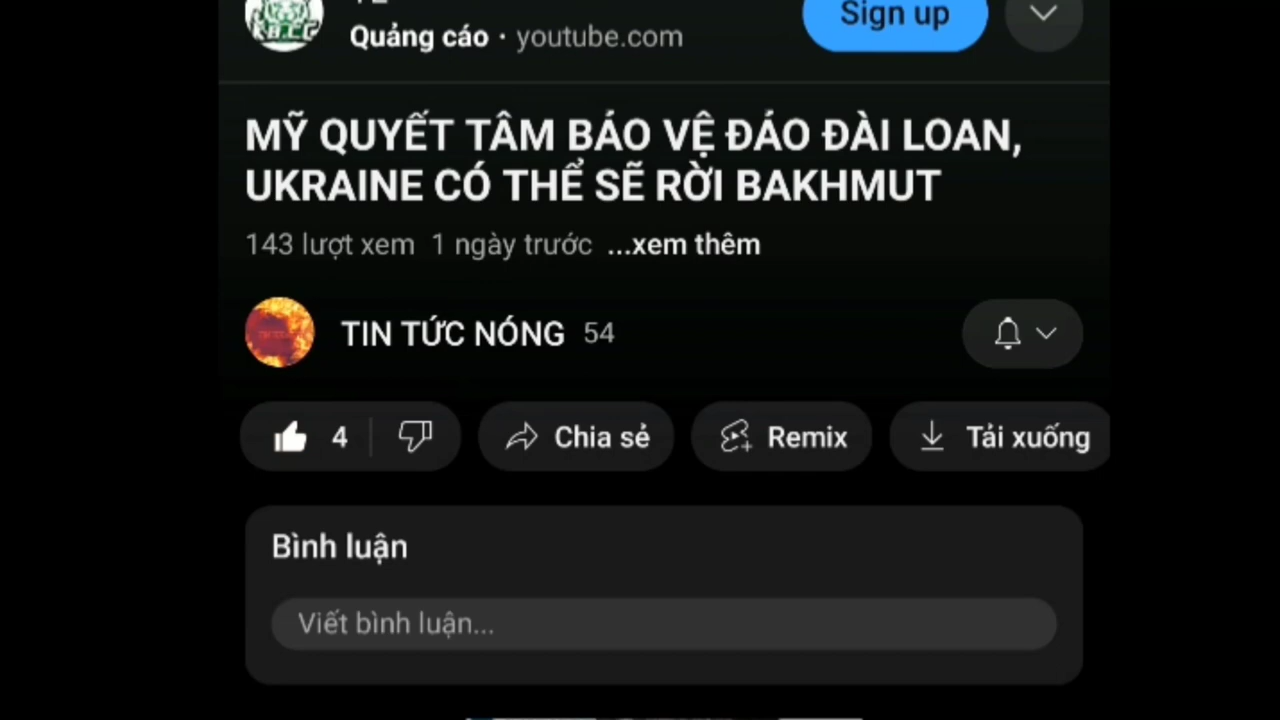 Sign up
Quảng cáo · youtube.com
MỸ QUYẾT TÂM BẢO VỆ ĐẢO ĐÀI LOAN,
UKRAINE CÓ THỂ SẼ RỜI BAKHMUT
143 lượt xem 1 ngày trước ...xem thêm
TIN TỨC NÓNG 54
4 Chia sẻ Remix Tải xuống
Bình luận
Viết bình luận...